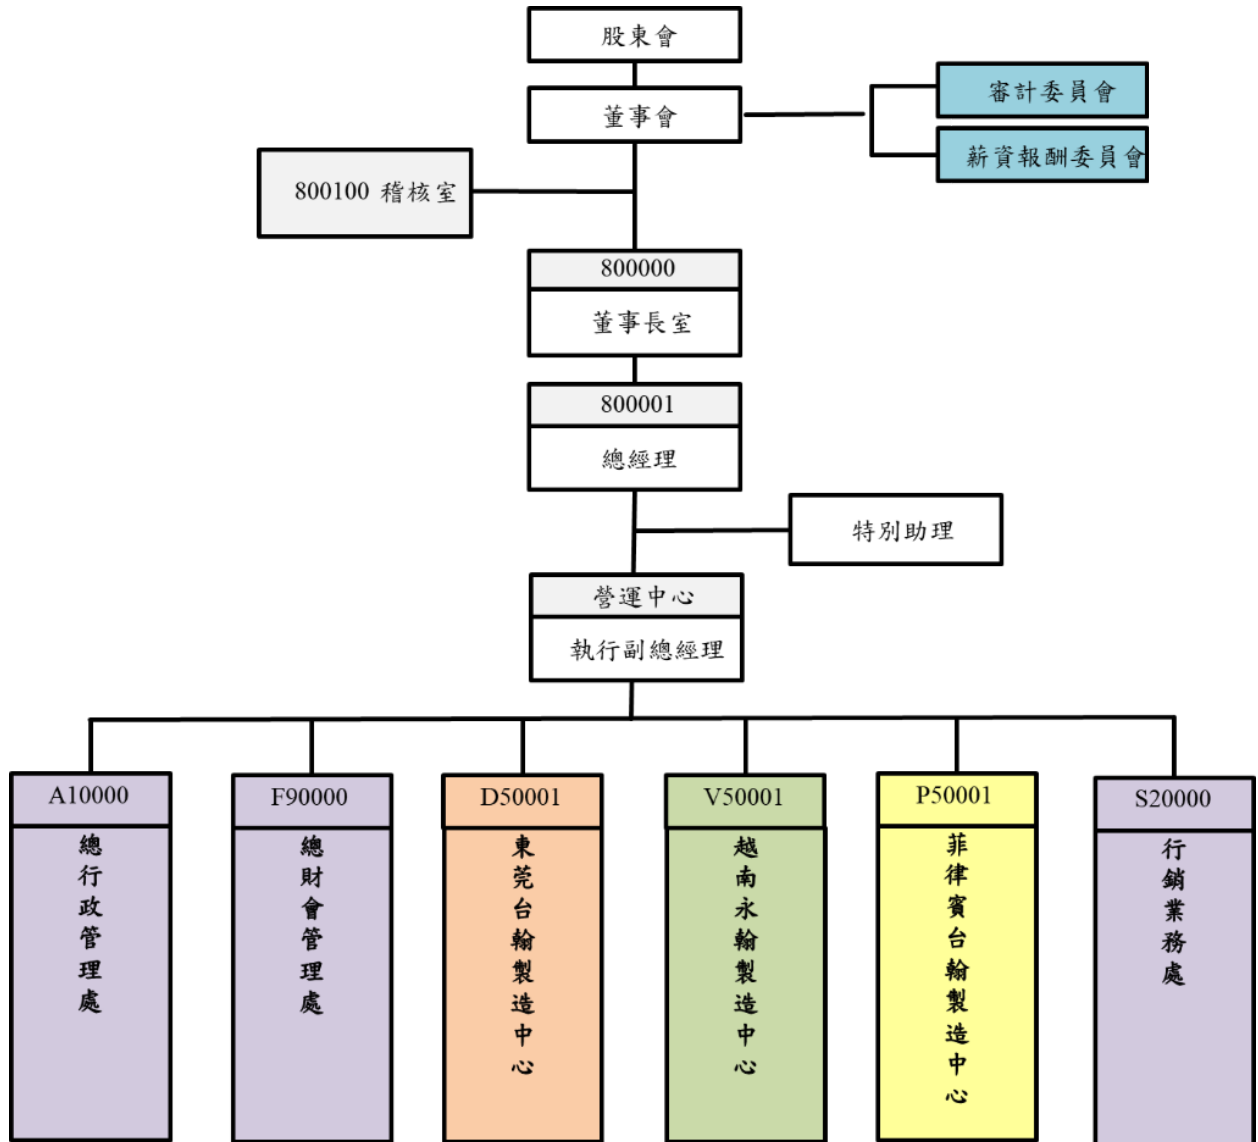 股東會
董事會
審計委員會
薪資報酬委員會
800100 稽核室
800000
董事長室
800001
總經理
特別助理
營運中心
執行副總經理
A10000
總行政管理處
F90000
總財會管理處
D50001
東莞台翰製造中心
V50001
越南永翰製造中心
P50001
菲律賓台翰製造中心
S20000
行銷業務處